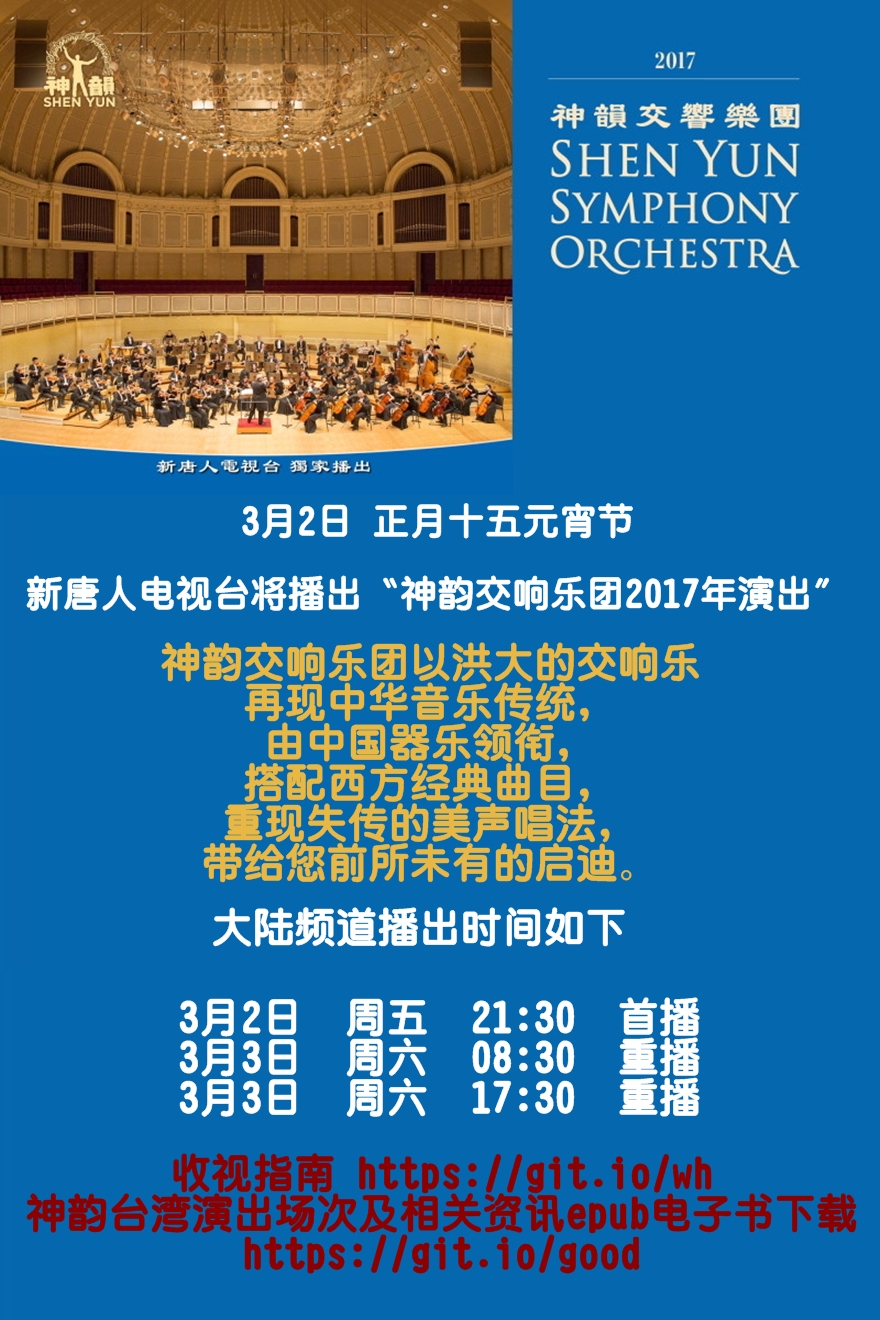 神韻
SHEN YUN
2017
神韻交響樂團
SHEN YUN
SYMPHONY
ORCHESTRA
新唐人電視台 獨家播出
3月2日 正月十五元宵节
新唐人电视台将播出“神韵交响乐团2017年演出”
神韵交响乐团以洪大的交响乐
再现中华音乐传统，
由中国器乐领衔，
搭配西方经典曲目，
重现失传的美声唱法，
带给您前所未有的启迪。
大陆频道播出时间如下
3月2日 周五 21:30 首播
3月3日 周六 08:30 重播
3月3日 周六 17:30 重播
收视指南 https://git.io/wh
神韵台湾演出场次及相关资讯epub电子书下载
https://git.io/good